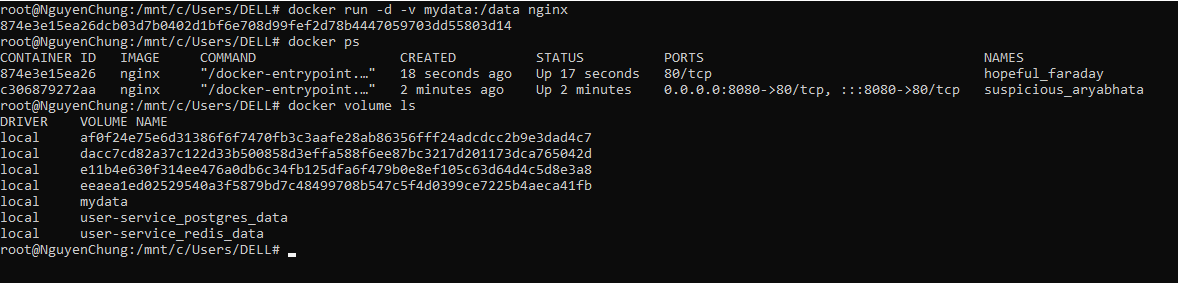 root@NguyenChung:/mnt/c/Users/DELL# docker run -d -v mydata:/data nginx
874e3e15ea26dcb03d7b0402d1bf6e708d99fef2d78b4447059703dd55803d14
root@NguyenChung:/mnt/c/Users/DELL# docker ps
CONTAINER ID   IMAGE     COMMAND                  CREATED          STATUS          PORTS                                   NAMES
874e3e15ea26   nginx     "/docker-entrypoint.…"   18 seconds ago   Up 17 seconds   80/tcp                                  hopeful_faraday
c306879272aa   nginx     "/docker-entrypoint.…"   2 minutes ago    Up 2 minutes    0.0.0.0:8080->80/tcp, :::8080->80/tcp   suspicious_aryabhata
root@NguyenChung:/mnt/c/Users/DELL# docker volume ls
DRIVER    VOLUME NAME
local     af0f24e75e6d31386f6f7470fb3c3aafe28ab86356fff24adcdcc2b9e3dad4c7
local     dacc7cd82a37c122d33b500858d3effa588f6ee87bc3217d201173dca765042d
local     e11b4e630f314ee476a0db6c34fb125dfa6f479b0e8ef105c63d64d4c5d8e3a8
local     eeaea1ed02529540a3f5879bd7c48499708b547c5f4d0399ce7225b4aeca41fb
local     mydata
local     user-service_postgres_data
local     user-service_redis_data
root@NguyenChung:/mnt/c/Users/DELL#